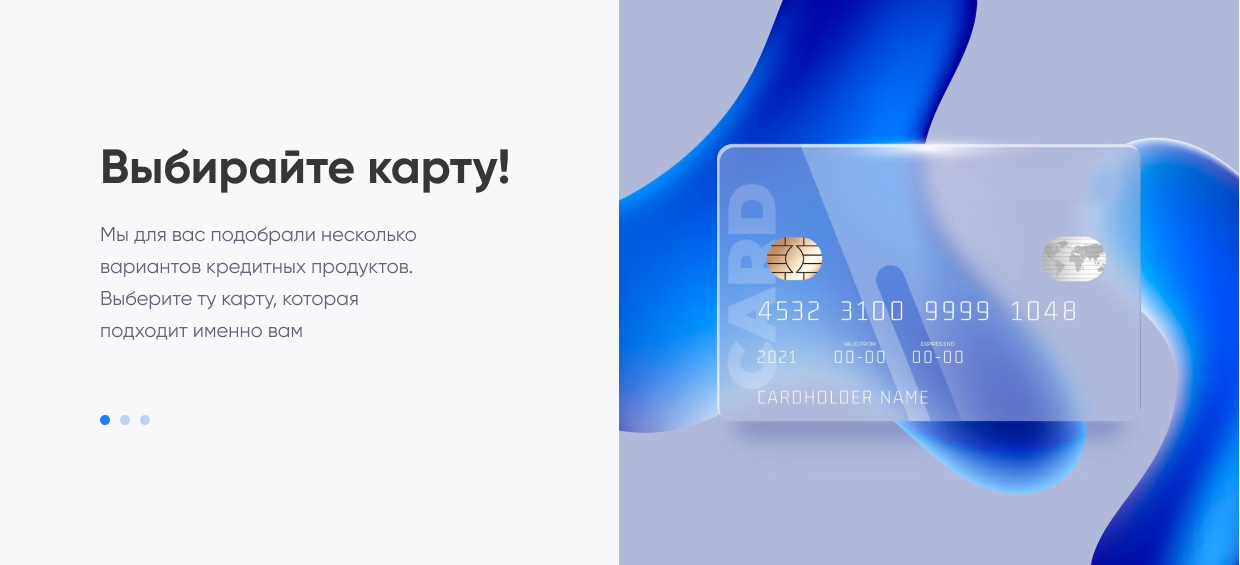 Выбирайте карту!
Мы для вас подобрали несколько
вариантов кредитных продуктов.
Выберите ту карту, которая
подходит именно вам
CARD
4532 3100 9999 1048
VALID FROM EXPIRES END
2021 00-00 00-00
CARDHOLDER NAME